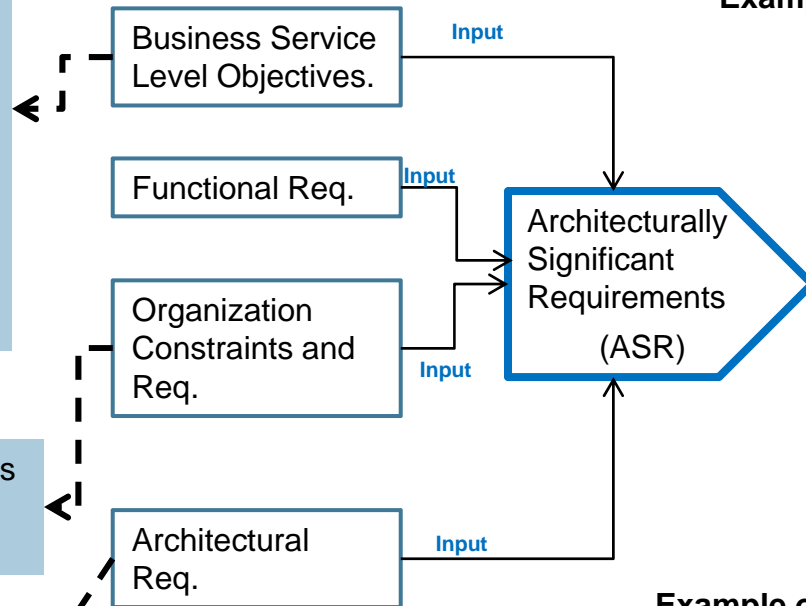 Exam
Business Service
Level Objectives.
Input
Functional Req.
Input
Architecturally
Significant
Requirements
(ASR)
Organization
Constraints and
Req.
Input
s
Architectural
Req.
Input
Example